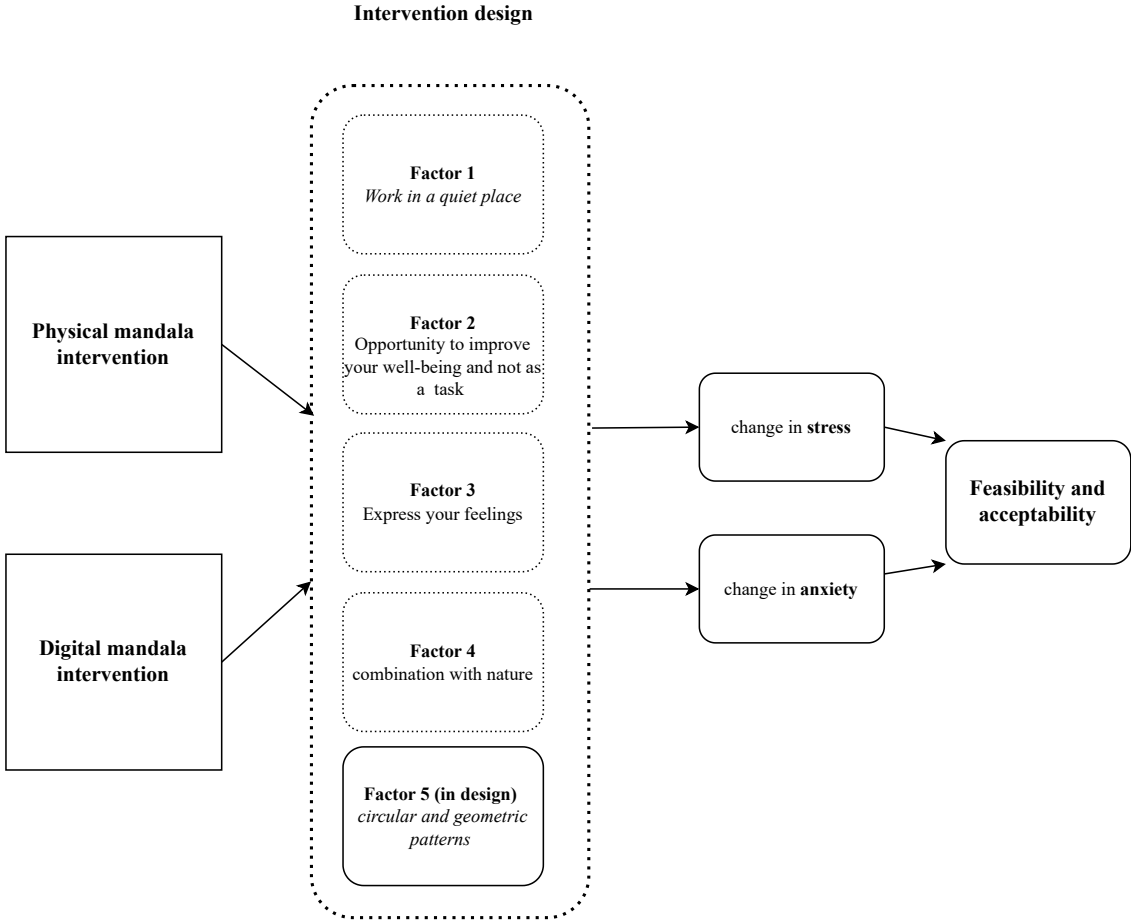 Intervention design
Factor 1
Work in a quiet place
Physical mandala
intervention
Factor 2
Opportunity to improve
your well-being and not as
a task
Factor 3
Express your feelings
Digital mandala
intervention
Factor 4
combination with nature
Factor 5 (in design)
circular and geometric
patterns
change in stress
change in anxiety
Feasibility and
acceptability